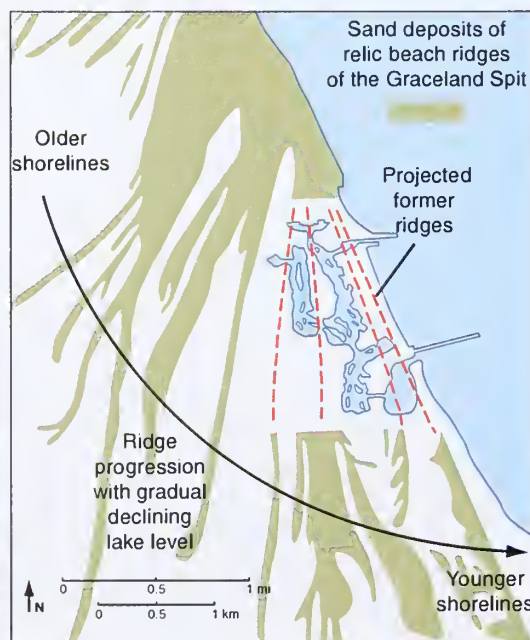 Sand deposits of
relic beach ridges
of the Graceland Spit
Older
shorelines
Projected
former
ridges
Ridge
progression
with gradual
declining
lake level
Younger
shorelines
N
0 0.5 1 mi
0 0.5 1 km